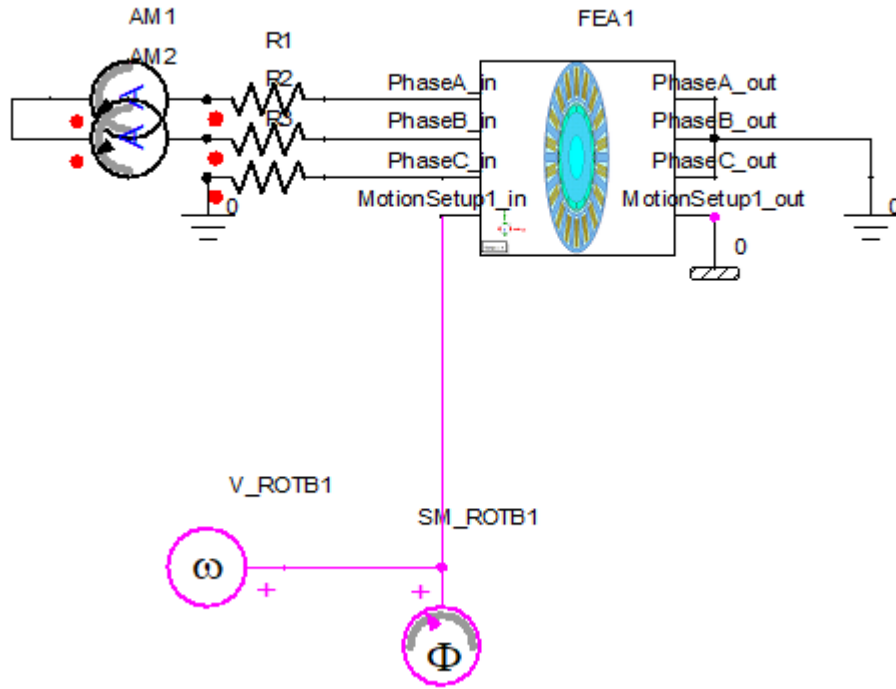 AM1
FEA1
AM2
R1
R2
R3
A
A
PhaseA_in
PhaseA_out
PhaseB_in
PhaseB_out
PhaseC_in
PhaseC_out
MotionSetup1_in
MotionSetup1_out
0
0
0
V_ROTB1
SM_ROTB1
ω
+
+
Φ